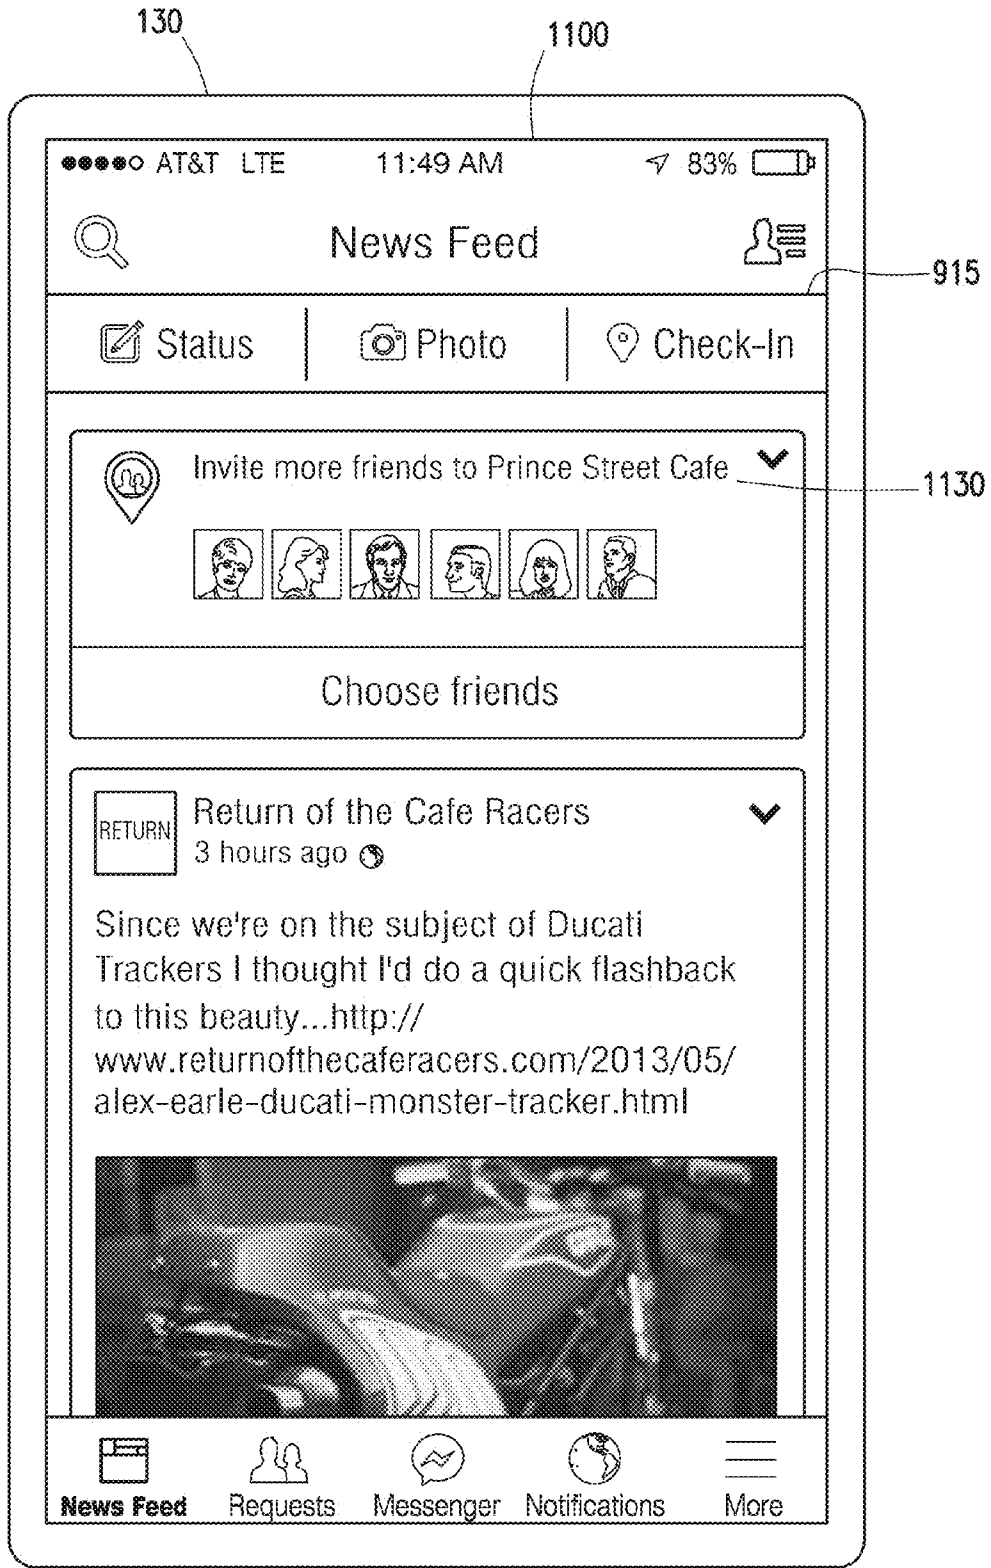 130
1100
AT&T LTE 11:49 AM 83%
News Feed
915
Status Photo Check-In
Invite more friends to Prince Street Cafe
1130
Choose friends
RETURN
Return of the Cafe Racers
3 hours ago
Since we're on the subject of Ducati
Trackers I thought I'd do a quick flashback
to this beauty...http://
www.returnofthecaferacers.com/2013/05/
alex-earle-ducati-monster-tracker.html
News Feed Requests Messenger Notifications More